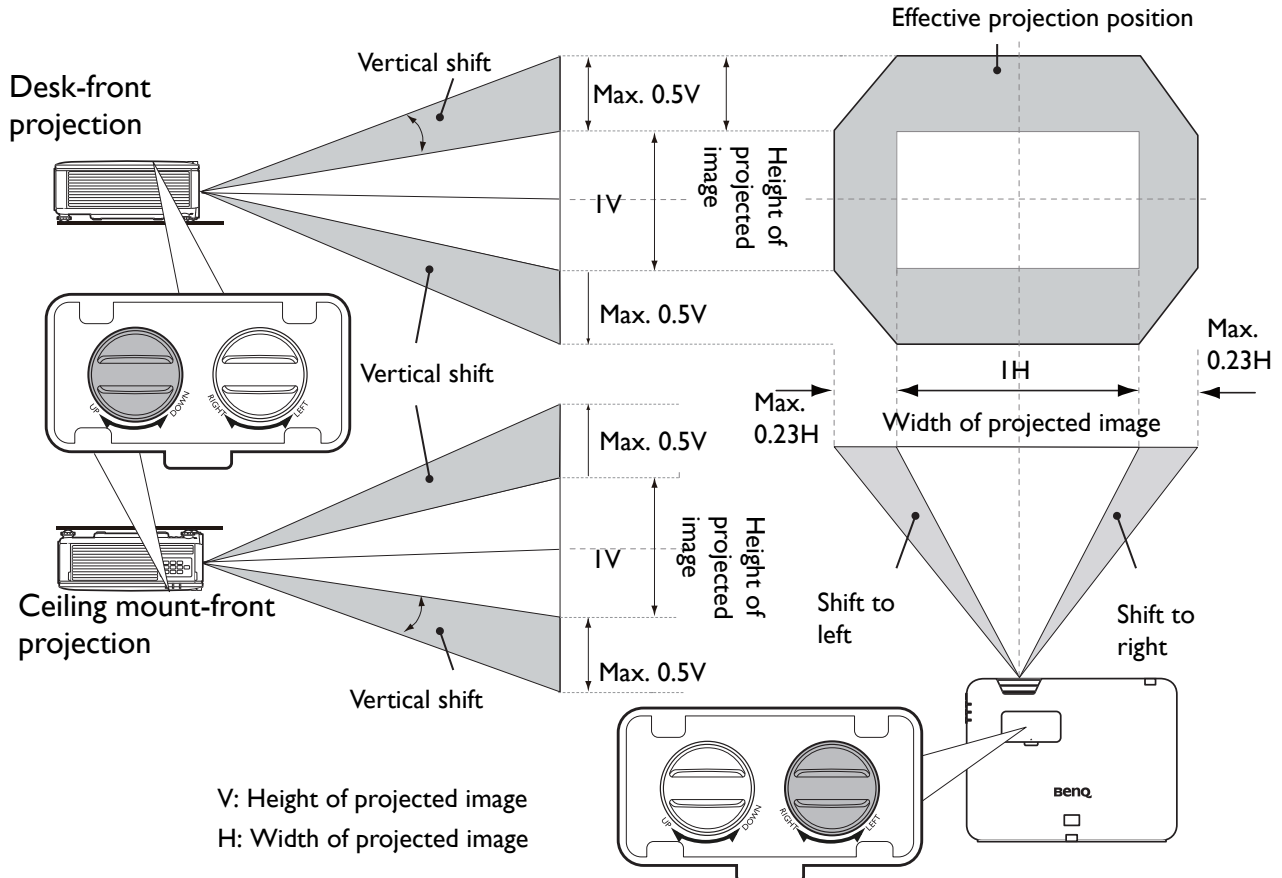 Effective projection position
Vertical shift
Desk-front
projection
Max. 0.5V
Height of
projected
image
1V
Max. 0.5V
Vertical shift
UP
DOWN
RIGHT
LEFT
Max.
0.23H
1H
Max.
0.23H
Width of projected image
Max. 0.5V
Height of
projected
image
1V
Ceiling mount-front
projection
Max. 0.5V
Vertical shift
Shift to
left
Shift to
right
V: Height of projected image
H: Width of projected image
UP
DOWN
RIGHT
LEFT
BenQ